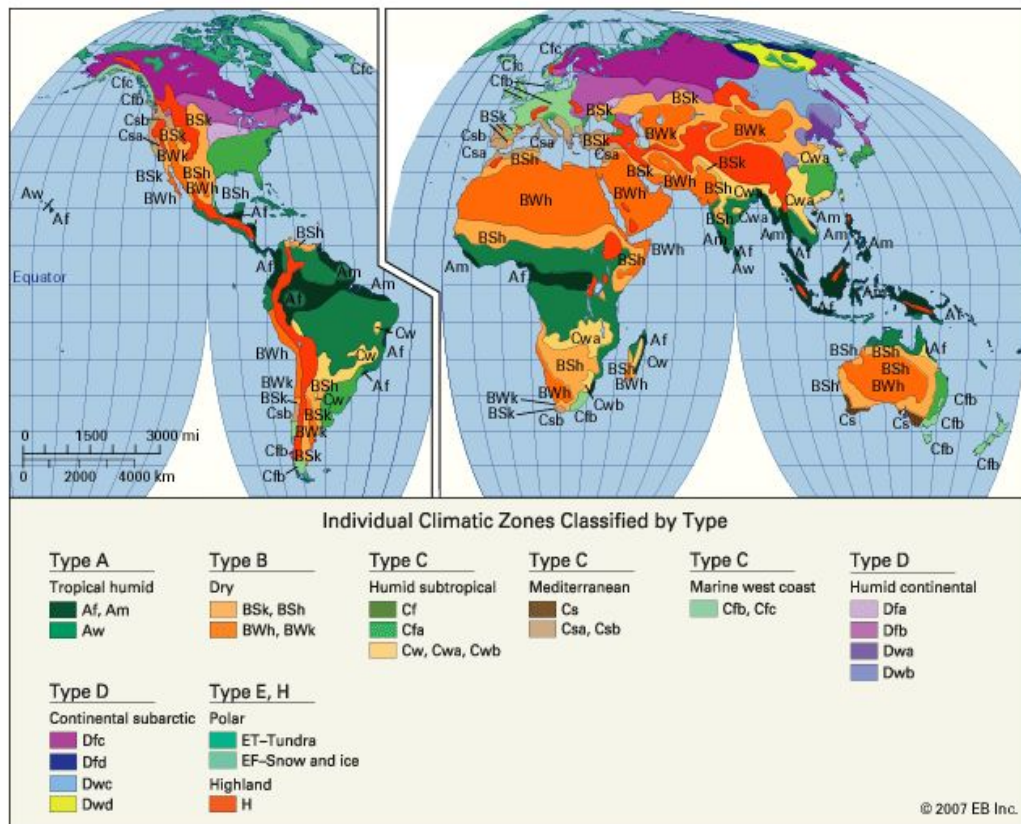 Cfc
Cfc
Cfb
Csb
Csa
BSk
BSk
BWk
BSk
BSh
BWh
BWh
BSh
Aw
Af
Af
BSh
Equator
Af
Am
Am
Af
Cw
Cw
Af
BWh
Af
BWk
BSh
BSk
Cw
Csb
BSk
BWk
Cfb
BSk
Cfb
0 1500 3000 mi
0 2000 4000 km
Cfc
Cfc
Cfb
BSk
Csb
Csa
Csa
BSk
BSk
BSk
Csa
BWk
BWk
BSh
BSk
BSk
Cwa
BWh
BWh
BWh
BSh
Cwa
Cwa
BSh
Cwa
Am
Am
Am
Am
Af
Af
Aw
BSh
BWh
BSh
Am
Af
Af
Af
Cwa
Af
Cw
BSh
BSh
BWh
BWh
BWk
BSk
Csb
Cwb
Cfb
BSh
BSh
Af
BSh
BSh
BWh
Cs
Cs
Cfb
Cfb
Cfb
Individual Climatic Zones Classified by Type
Type A
Tropical humid
Af, Am
Aw
Type B
Dry
BSk, BSh
BWh, BWk
Type C
Humid subtropical
Cf
Cfa
Cw, Cwa, Cwb
Type C
Mediterranean
Cs
Csa, Csb
Type C
Marine west coast
Cfb, Cfc
Type D
Humid continental
Dfa
Dfb
Dwa
Dwb
Type D
Continental subarctic
Dfc
Dfd
Dwc
Dwd
Type E, H
Polar
ET–Tundra
EF–Snow and ice
Highland
H
© 2007 EB Inc.